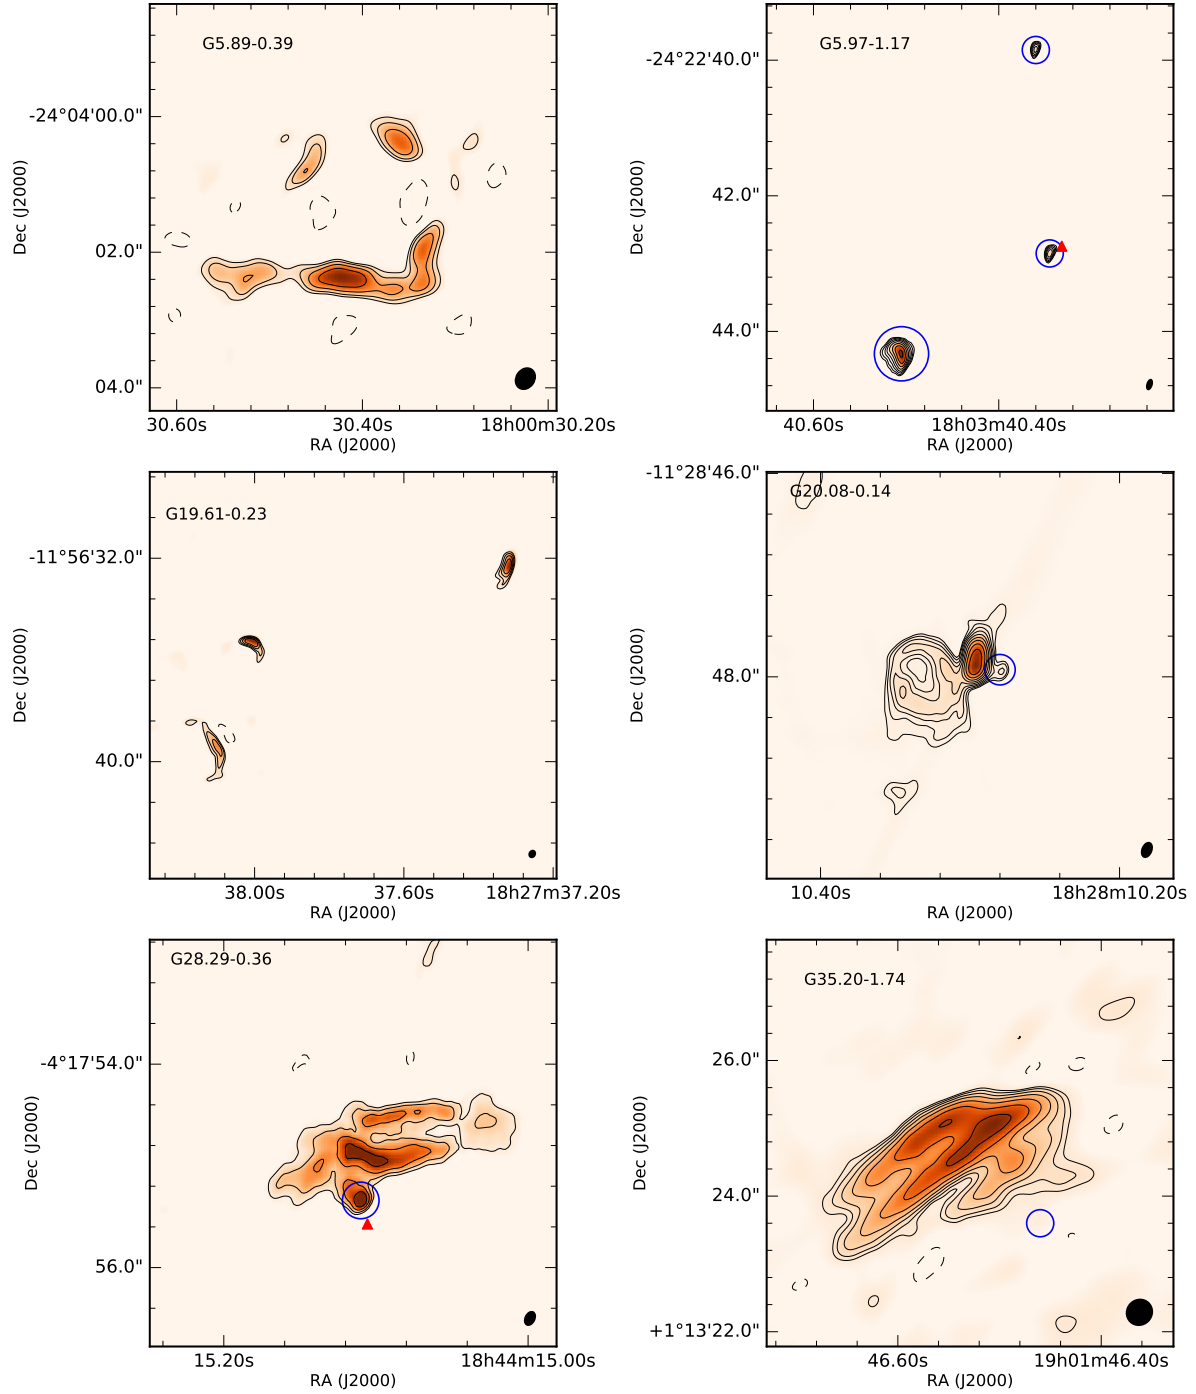 G5.89-0.39
-24°04'00.0"
02.0"
04.0"
Dec (J2000)
30.60s
30.40s
18h00m30.20s
RA (J2000)
G5.97-1.17
-24°22'40.0"
42.0"
44.0"
Dec (J2000)
40.60s
18h03m40.40s
RA (J2000)
G19.61-0.23
-11°56'32.0"
40.0"
Dec (J2000)
38.00s
37.60s
18h27m37.20s
RA (J2000)
-11°28'46.0"
G20.08-0.14
48.0"
Dec (J2000)
10.40s
18h28m10.20s
RA (J2000)
G28.29-0.36
-4°17'54.0"
56.0"
Dec (J2000)
15.20s
18h44m15.00s
RA (J2000)
G35.20-1.74
26.0"
24.0"
+1°13'22.0"
Dec (J2000)
46.60s
19h01m46.40s
RA (J2000)